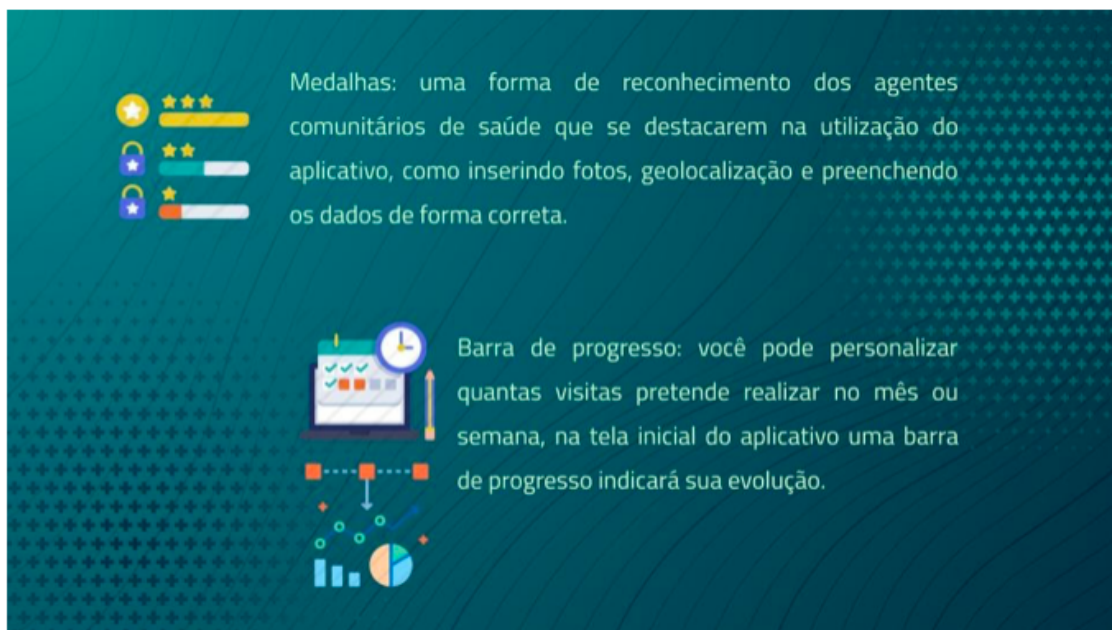 Medalhas: uma forma de reconhecimento dos agentes
comunitários de saúde que se destacarem na utilização do
aplicativo, como inserindo fotos, geolocalização e preenchendo
os dados de forma correta.
Barra de progresso: você pode personalizar
quantas visitas pretende realizar no mês ou
semana, na tela inicial do aplicativo uma barra
de progresso indicará sua evolução.